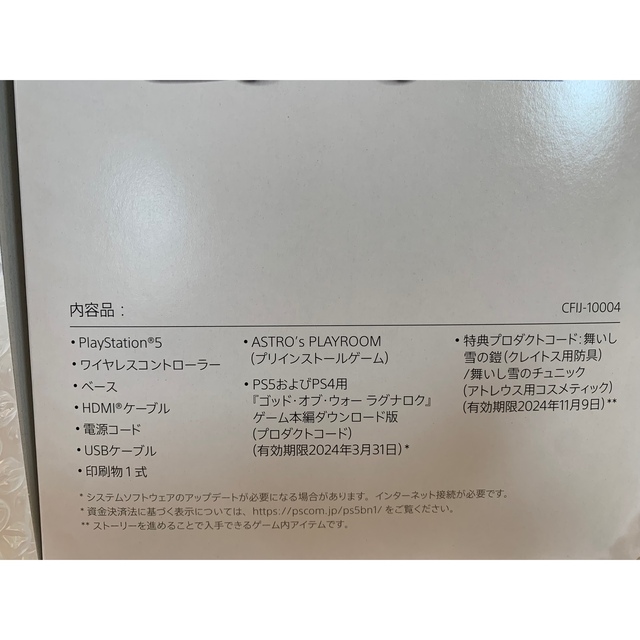 内容品：
CFIJ-10004
• PlayStation®5
• ワイヤレスコントローラー
• ベース
• HDMI®ケーブル
• 電源コード
• USBケーブル
• 印刷物1式
• ASTRO's PLAYROOM
(プリインストールゲーム)
• PS5およびPS4用
『ゴッド・オブ・ウォー ラグナロク』
ゲーム本編ダウンロード版
(プロダクトコード)
(有効期限2024年3月31日)*
• 特典プロダクトコード：舞いし
雪の鎧(クレイトス用防具)
/舞いし雪のチュニック
(アトレウス用コスメティック)
(有効期限2024年11月9日)**
* システムソフトウェアのアップデートが必要になる場合があります。インターネット接続が必要です。
* 資金決済法に基づく表示については、https://pscom.jp/ps5bn1/ をご覧ください。
** ストーリーを進めることで入手できるゲーム内アイテムです。